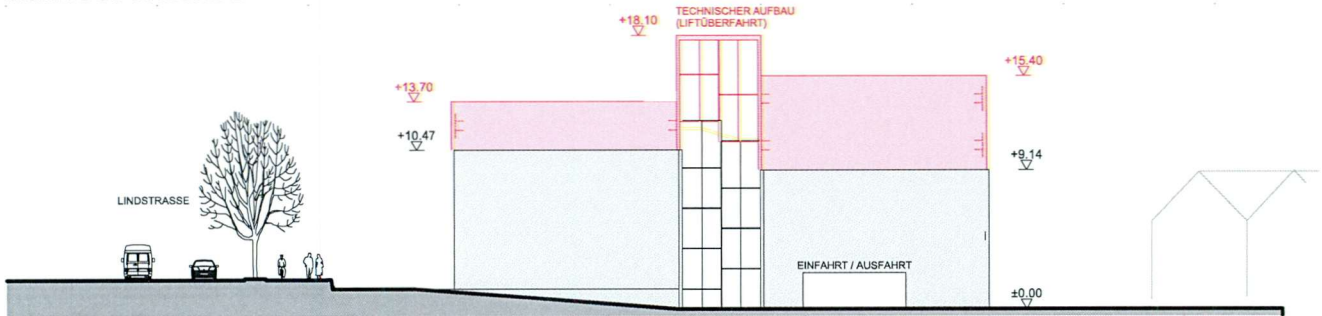 TECHNISCHER AUFBAU
(LIFTÜBERFAHRT)
+18.10
+15.40
+13.70
+10.47
+9.14
LINDSTRASSE
EINFAHRT / AUSFAHRT
±0.00